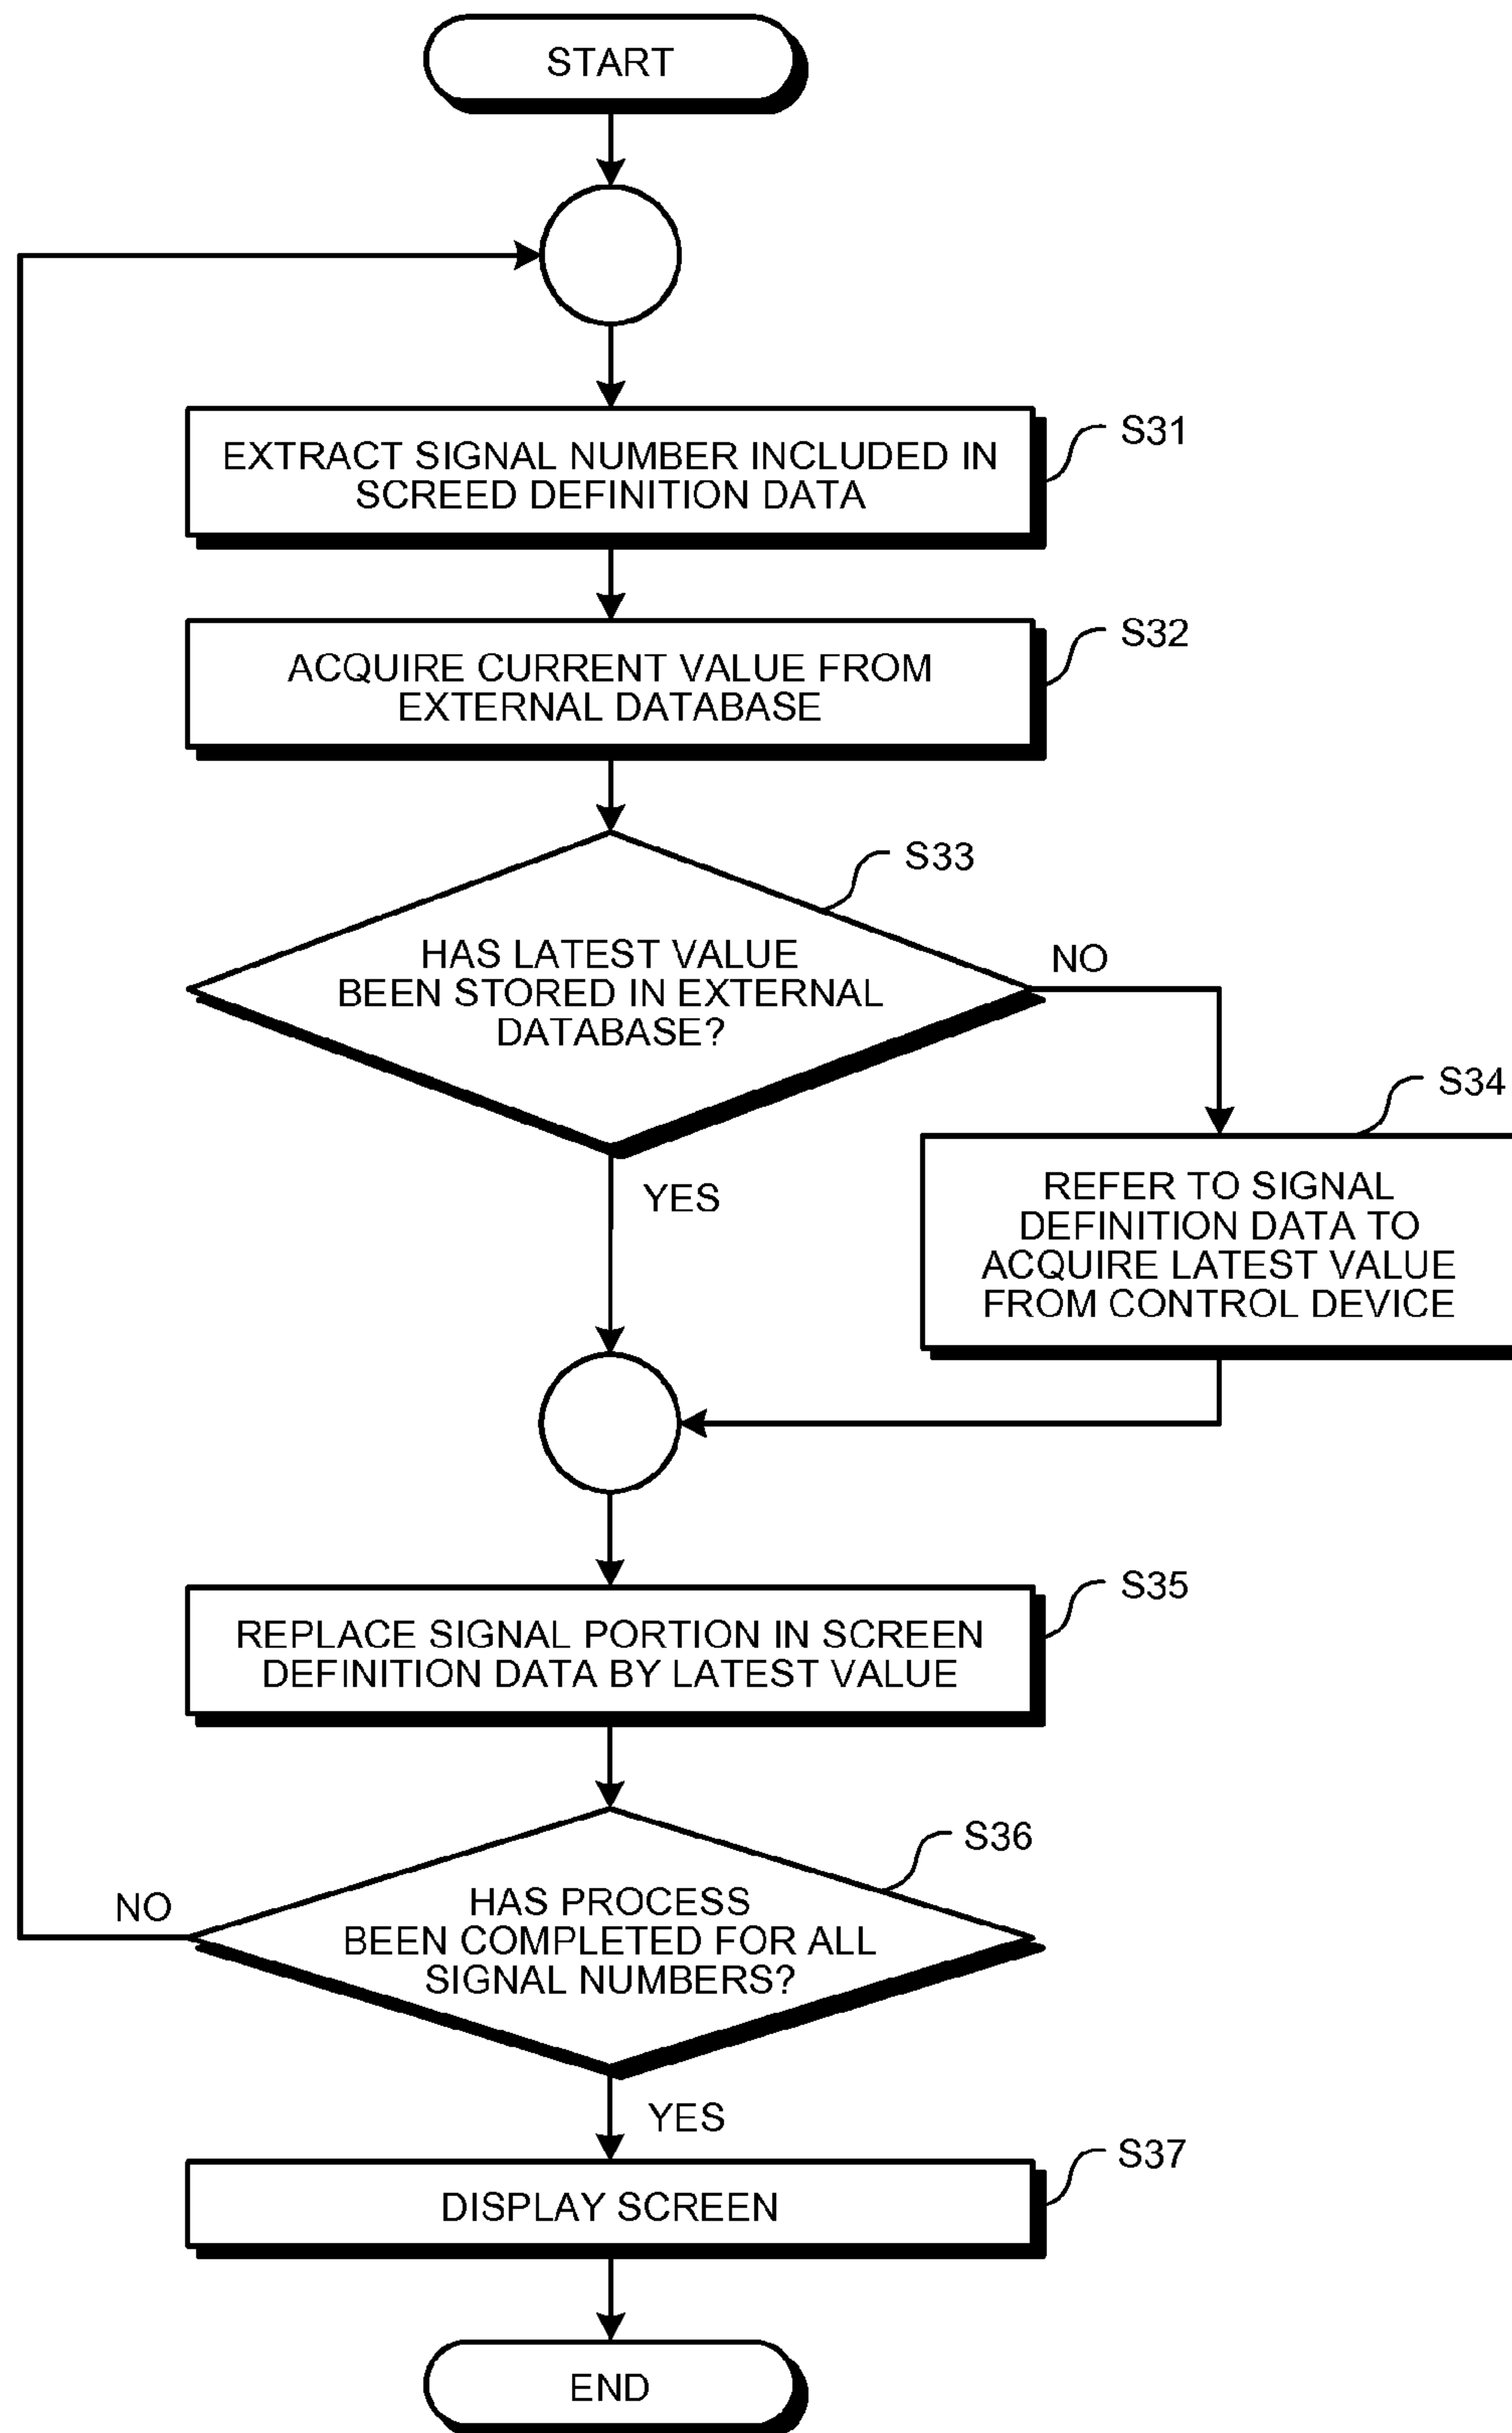 START
EXTRACT SIGNAL NUMBER INCLUDED IN
SCREED DEFINITION DATA
S31
ACQUIRE CURRENT VALUE FROM
EXTERNAL DATABASE
S32
S33
HAS LATEST VALUE
BEEN STORED IN EXTERNAL
DATABASE?
NO
YES
S34
REFER TO SIGNAL
DEFINITION DATA TO
ACQUIRE LATEST VALUE
FROM CONTROL DEVICE
S35
REPLACE SIGNAL PORTION IN SCREEN
DEFINITION DATA BY LATEST VALUE
S36
HAS PROCESS
BEEN COMPLETED FOR ALL
SIGNAL NUMBERS?
NO
YES
S37
DISPLAY SCREEN
END